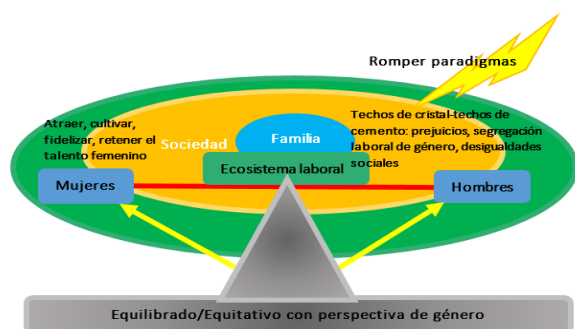 Romper paradigmas
Atraer, cultivar,
fidelizar, retener el
talento femenino
Sociedad
Familia
Techos de cristal-techos de
cemento: prejuicios, segregación
laboral de género, desigualdades
sociales
Ecosistema laboral
Mujeres
Hombres
Equilibrado/Equitativo con perspectiva de género